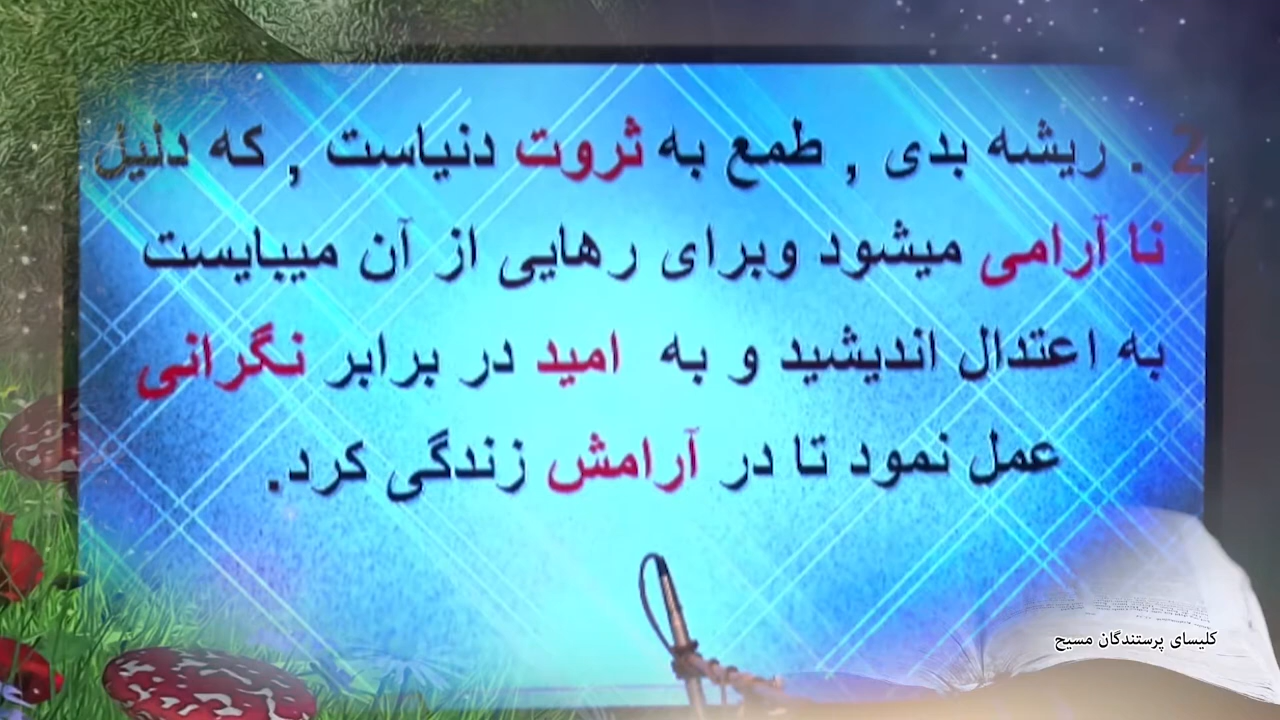 2 . ریشه بدی , طمع به ثروت دنیاست , که دلیل
نا آرامی میشود وبرای رهایی از آن میبایست
به اعتدال اندیشید و به امید در برابر نگرانی
عمل نمود تا در آرامش زندگی کرد.
کلیسای پرستندگان مسیح